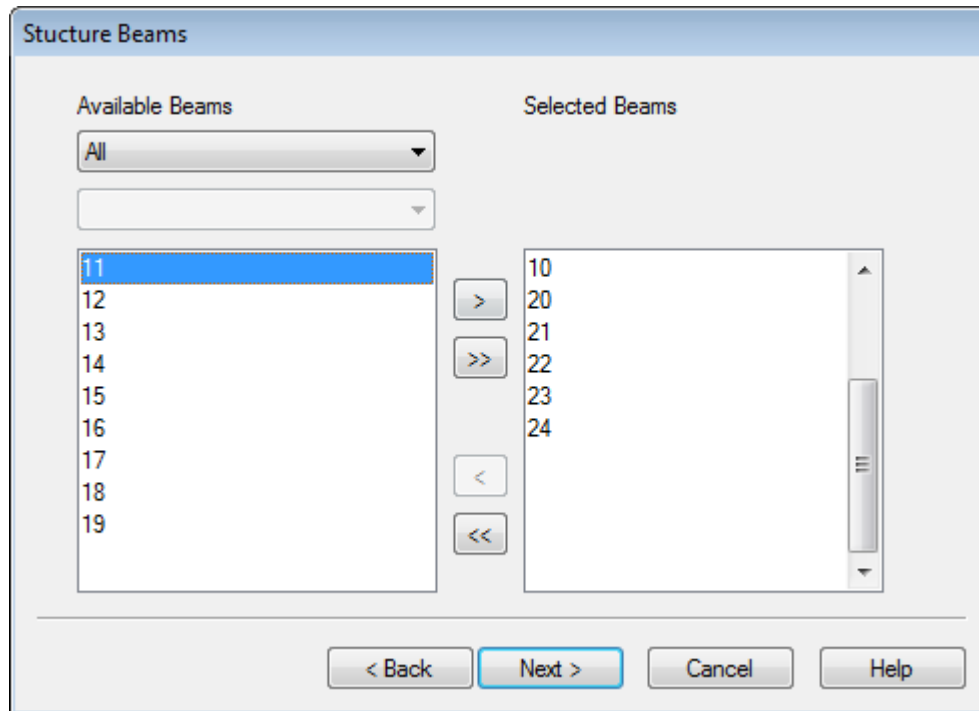 Stucture Beams
Available Beams
Selected Beams
All
11
12
13
14
15
16
17
18
19
>
>>
<
<<
10
20
21
22
23
24
< Back
Next >
Cancel
Help